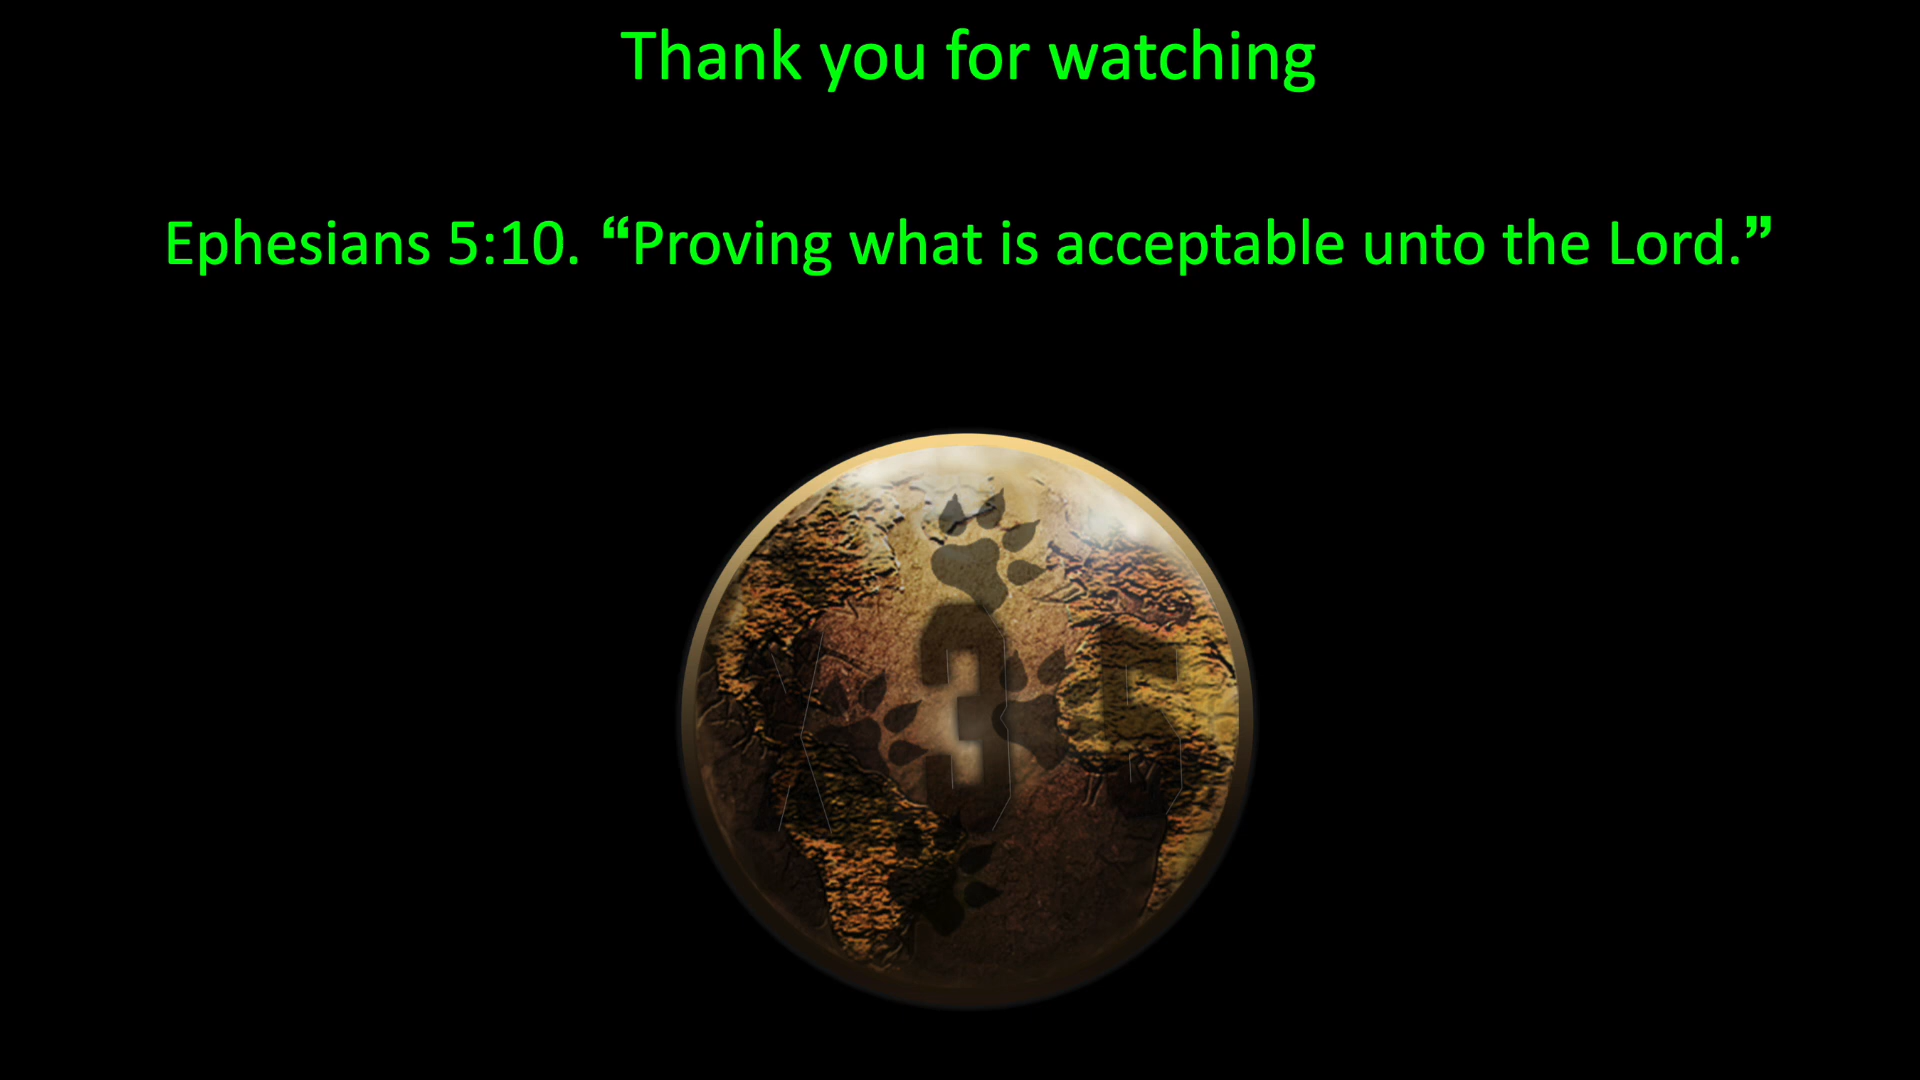 Thank you for watching
Ephesians 5:10. “Proving what is acceptable unto the Lord.”